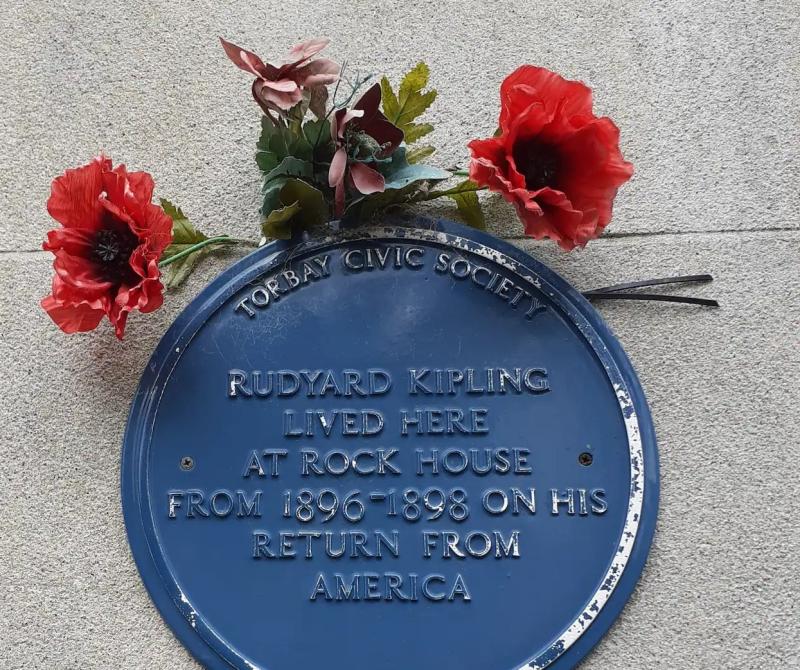 TORBAY CIVIC SOCIETY
RUDYARD KIPLING
LIVED HERE
AT ROCK HOUSE
FROM 1896-1898 ON HIS
RETURN FROM
AMERICA